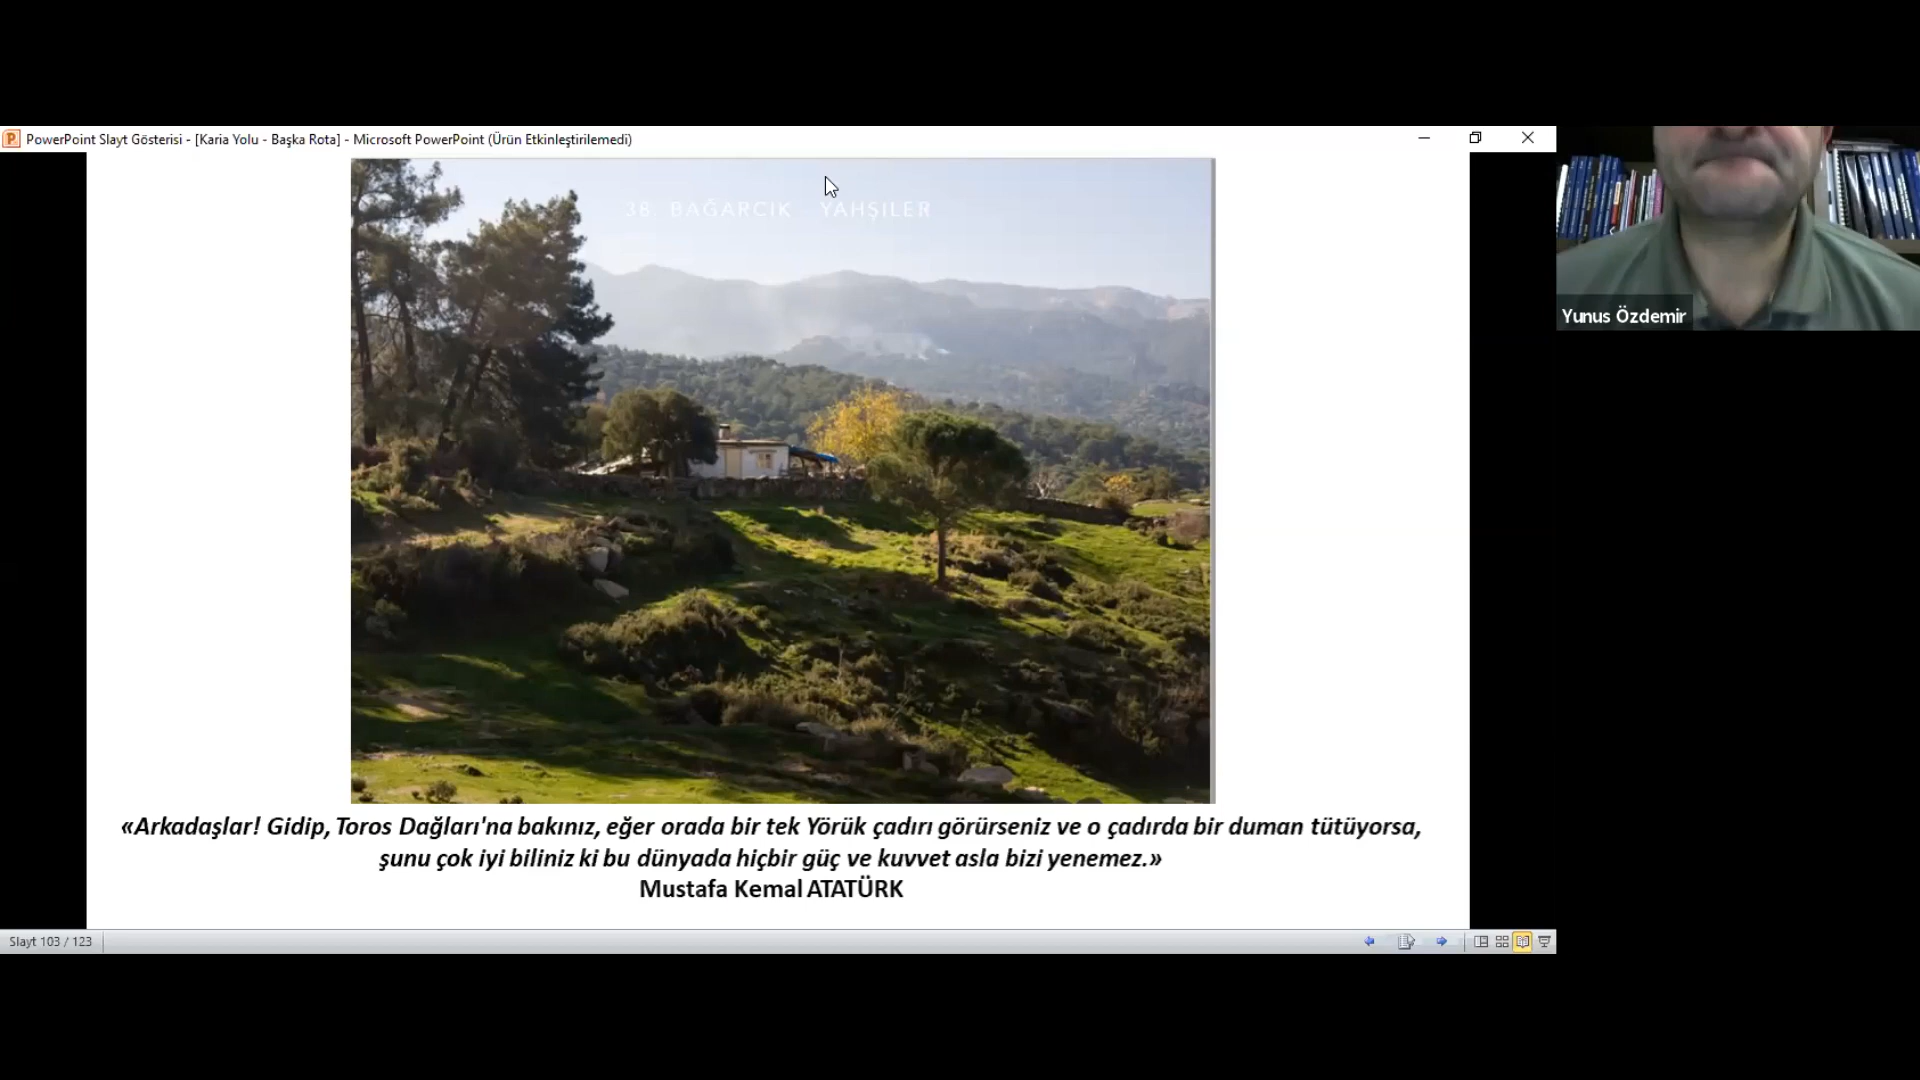 PowerPoint Slayt Gösterisi - [Karia Yolu - Başka Rota] - Microsoft PowerPoint (Ürün Etkinleştirilemedi)
38. BAĞARCIK - YAHŞİLER
Yunus Özdemir
«Arkadaşlar! Gidip, Toros Dağları'na bakınız, eğer orada bir tek Yörük çadırı görürseniz ve o çadırda bir duman tütüyorsa,
şunu çok iyi biliniz ki bu dünyada hiçbir güç ve kuvvet asla bizi yenemez.»
Mustafa Kemal ATATÜRK
Slayt 103 / 123